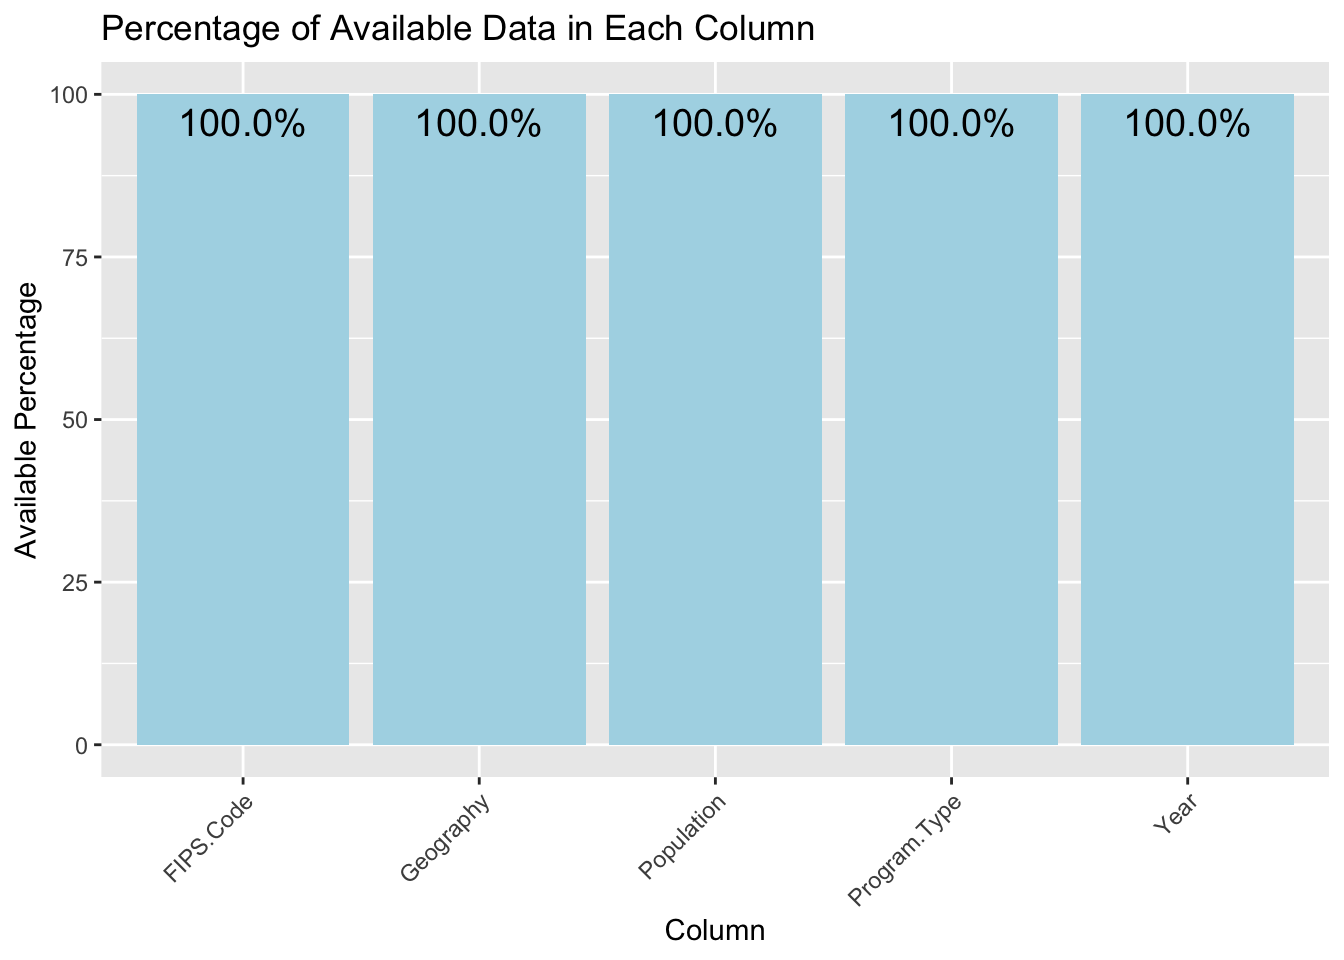 Percentage of Available Data in Each Column
100.0% 100.0% 100.0% 100.0% 100.0%
100
75
50
25
0
Available Percentage
FIPS.Code Geography Population Program.Type Year
Column